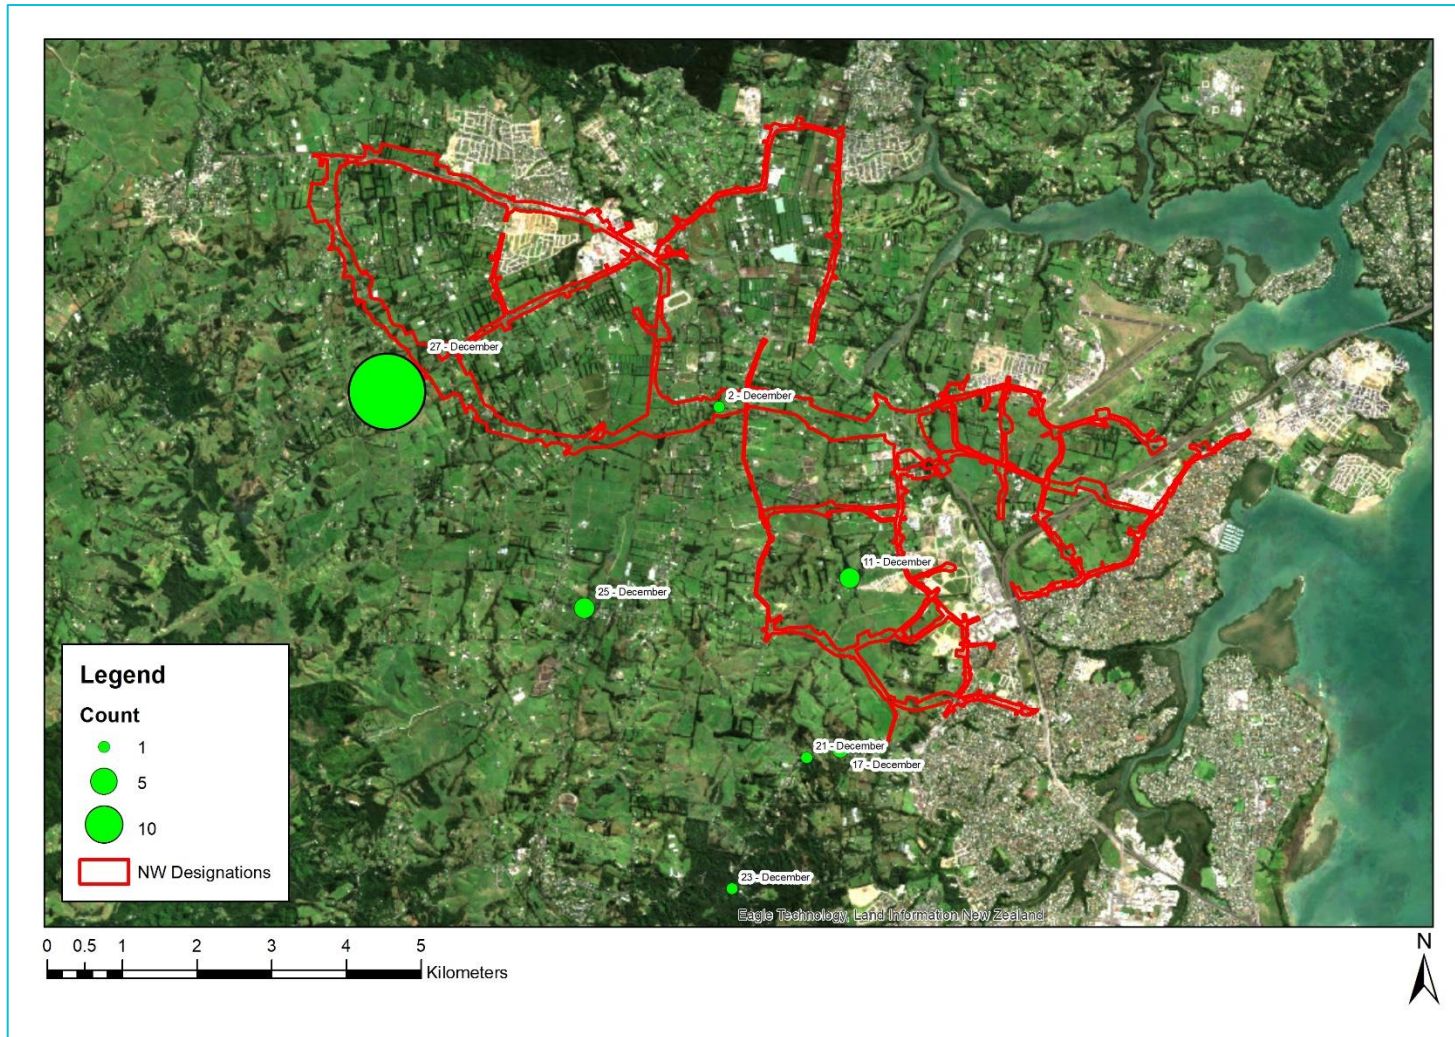 27 - December
2 - December
11 - December
25 - December
21 - December
17 - December
23 - December
Eagle Technology, Land Information New Zealand
Legend
Count
1
5
10
NW Designations
0 0.5 1 2 3 4 5
Kilometers
N